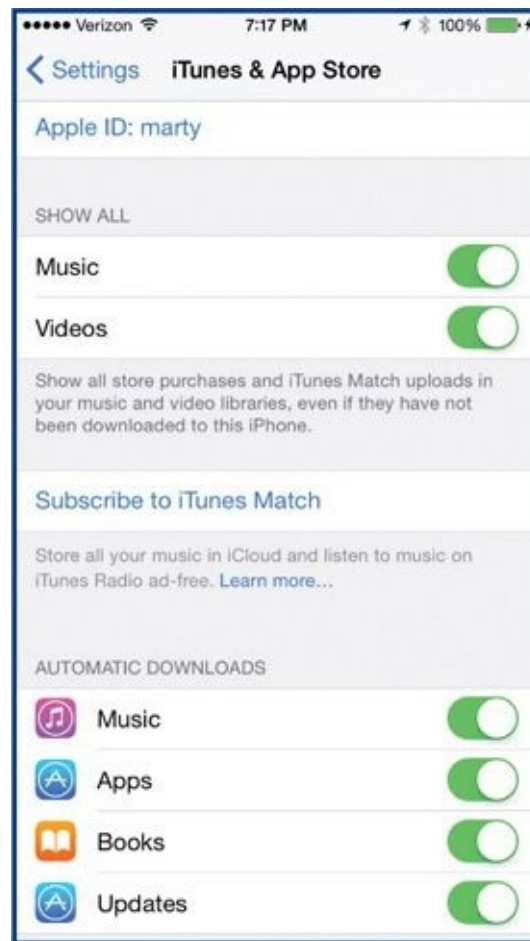 Verizon 7:17 PM 100%
Settings iTunes & App Store
Apple ID: marty
SHOW ALL
Music
Videos
Show all store purchases and iTunes Match uploads in
your music and video libraries, even if they have not
been downloaded to this iPhone.
Subscribe to iTunes Match
Store all your music in iCloud and listen to music on
iTunes Radio ad-free. Learn more...
AUTOMATIC DOWNLOADS
Music
Apps
Books
Updates